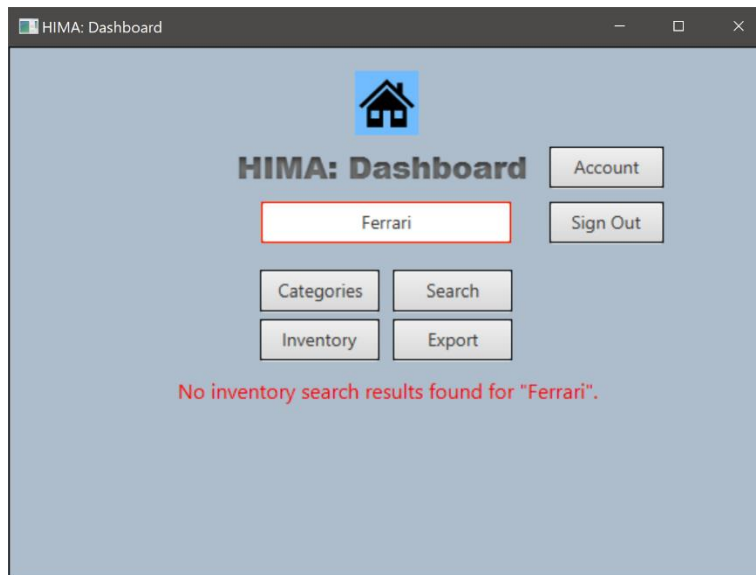 HIMA: Dashboard
HIMA: Dashboard
Account
Ferrari
Sign Out
Categories
Search
Inventory
Export
No inventory search results found for "Ferrari".